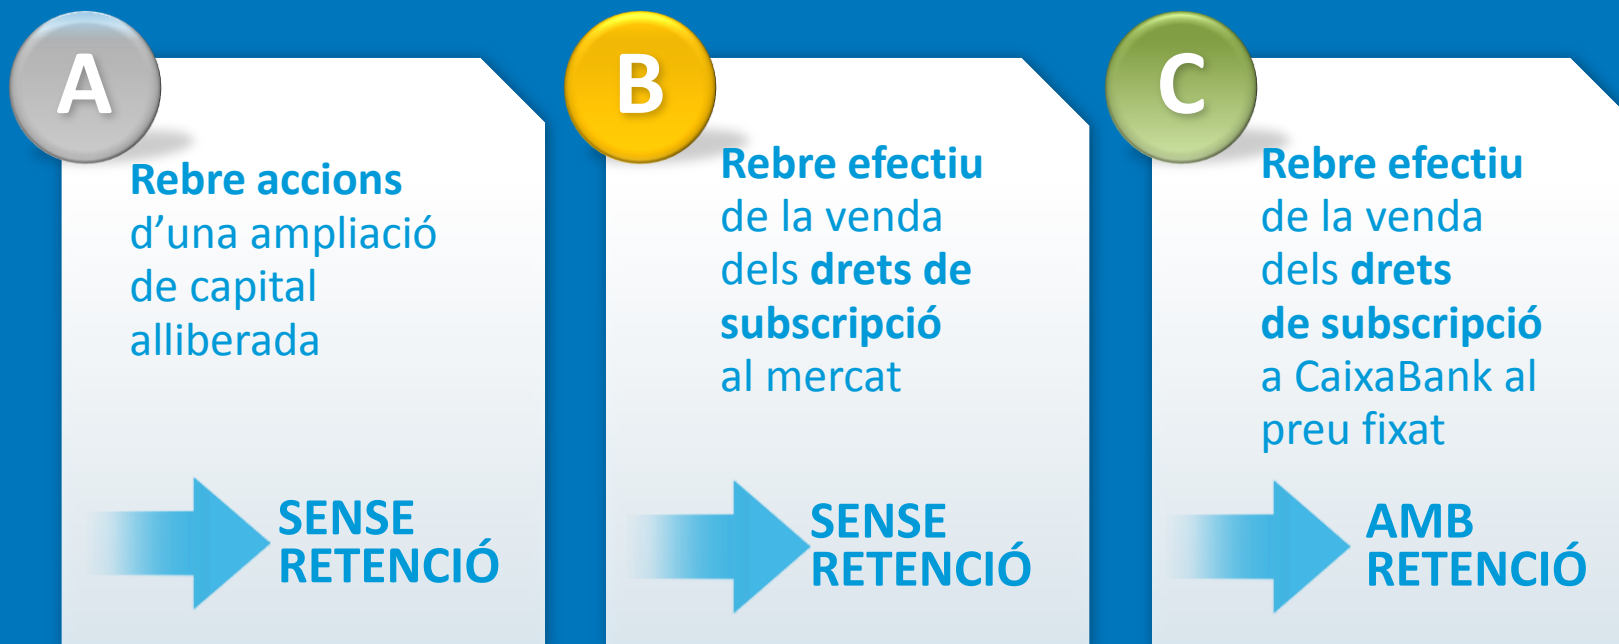 A
Rebre accions
d’una ampliació
de capital
alliberada
SENSE
RETENCIÓ
B
Rebre efectiu
de la venda
dels drets de
subscripció
al mercat
SENSE
RETENCIÓ
C
Rebre efectiu
de la venda
dels drets
de subscripció
a CaixaBank al
preu fixat
AMB
RETENCIÓ